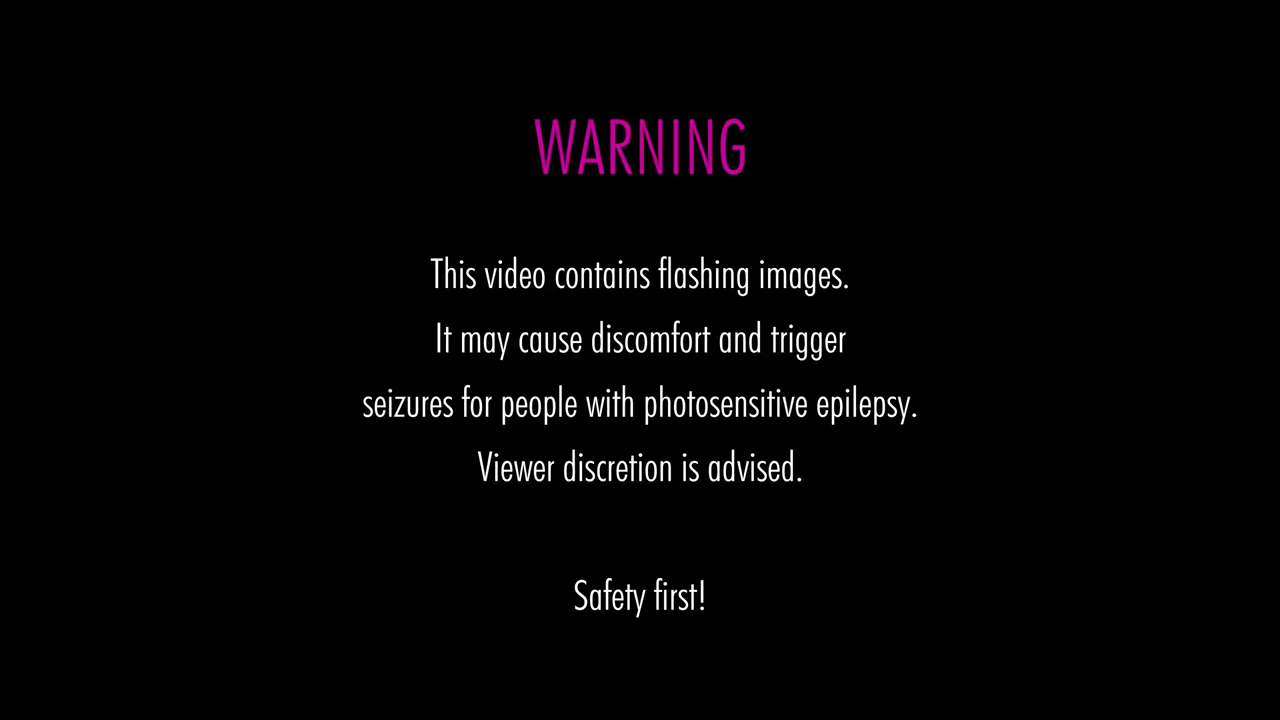 WARNING
This video contains flashing images.
It may cause discomfort and trigger
seizures for people with photosensitive epilepsy.
Viewer discretion is advised.
Safety first!